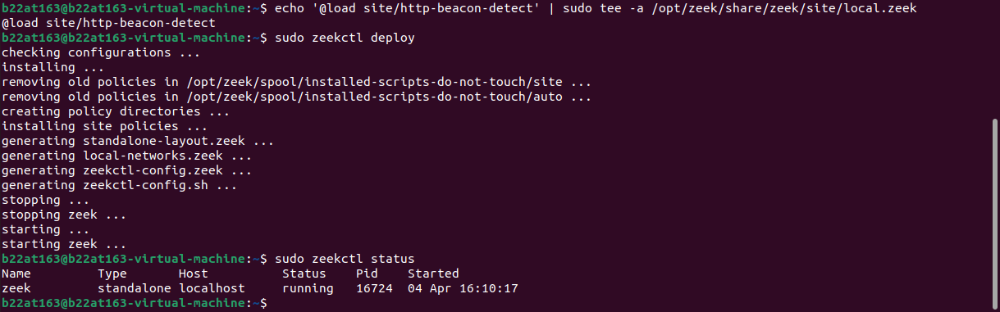 b22at163@b22at163-virtual-machine:~$ echo '@load site/http-beacon-detect' | sudo tee -a /opt/zeek/share/zeek/site/local.zeek
@load site/http-beacon-detect
b22at163@b22at163-virtual-machine:~$ sudo zeekctl deploy
checking configurations ...
installing ...
removing old policies in /opt/zeek/spool/installed-scripts-do-not-touch/site ...
removing old policies in /opt/zeek/spool/installed-scripts-do-not-touch/auto ...
creating policy directories ...
installing site policies ...
generating standalone-layout.zeek ...
generating local-networks.zeek ...
generating zeekctl-config.zeek ...
generating zeekctl-config.sh ...
stopping ...
stopping zeek ...
starting ...
starting zeek ...
b22at163@b22at163-virtual-machine:~$ sudo zeekctl status
Name         Type       Host             Status    Pid    Started
zeek         standalone localhost        running   16724  04 Apr 16:10:17
b22at163@b22at163-virtual-machine:~$